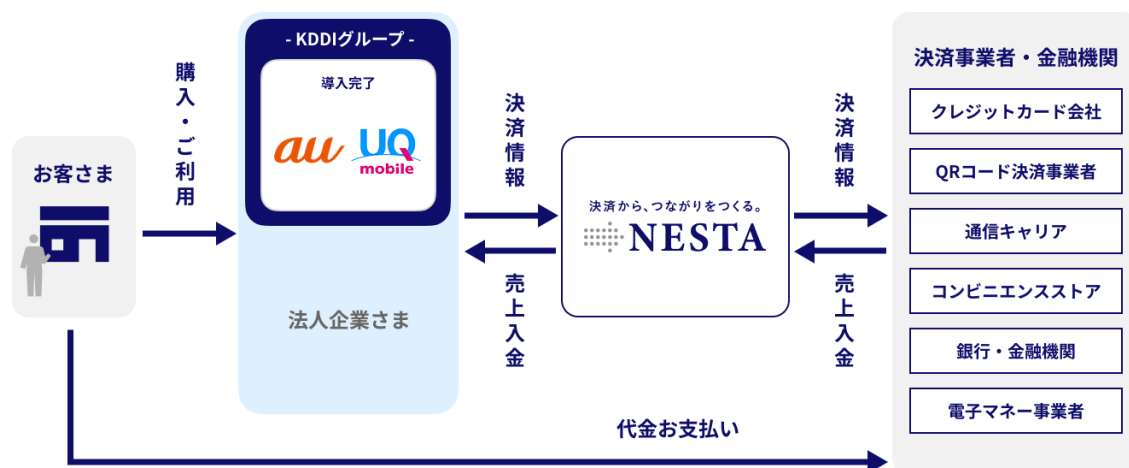 お客さま
購入・ご利用
- KDDIグループ -
導入完了
au
UQ
mobile
法人企業さま
決済情報
売上入金
決済から、つながりをつくる。
NESTA
決済情報
売上入金
決済事業者・金融機関
クレジットカード会社
QRコード決済事業者
通信キャリア
コンビニエンスストア
銀行・金融機関
電子マネー事業者
代金お支払い